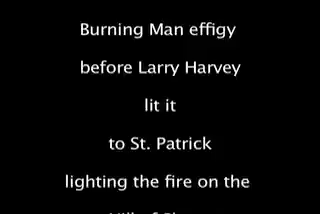 Burning Man effigy
before Larry Harvey
lit it
to St. Patrick
lighting the fire on the